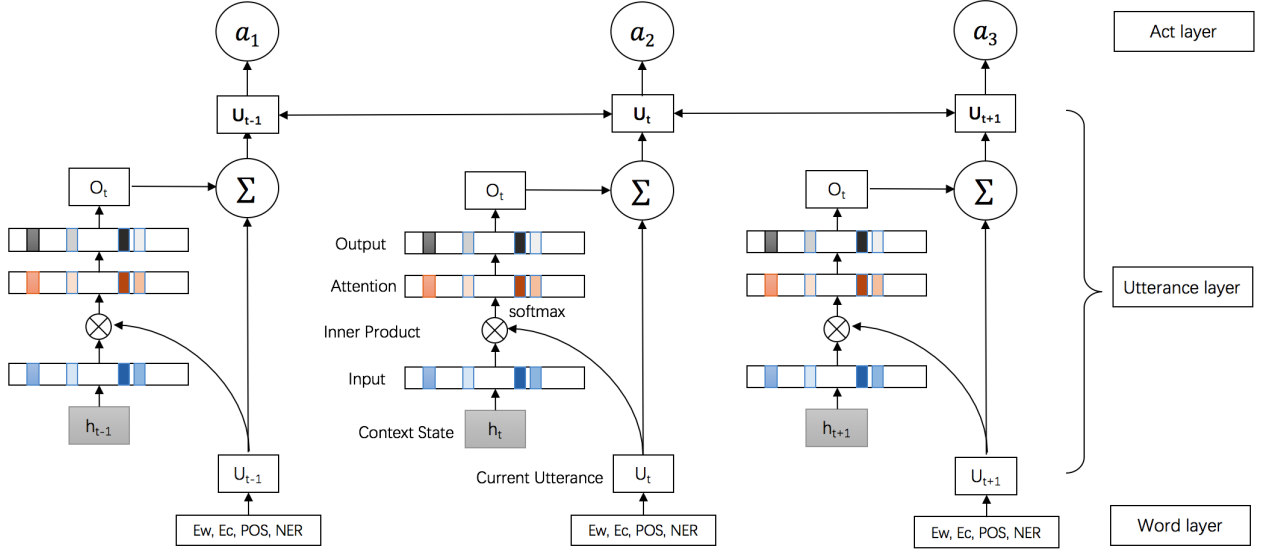 a1 a2 a3 Act layer
Ut-1 Ut Ut+1
Σ Σ Σ
Ot Ot Ot
Output
Attention Utterance layer
softmax
Inner Product
Input
ht-1 Context State ht ht+1
Ut-1 Current Utterance Ut Ut+1
Ew, Ec, POS, NER Ew, Ec, POS, NER Ew, Ec, POS, NER Word layer